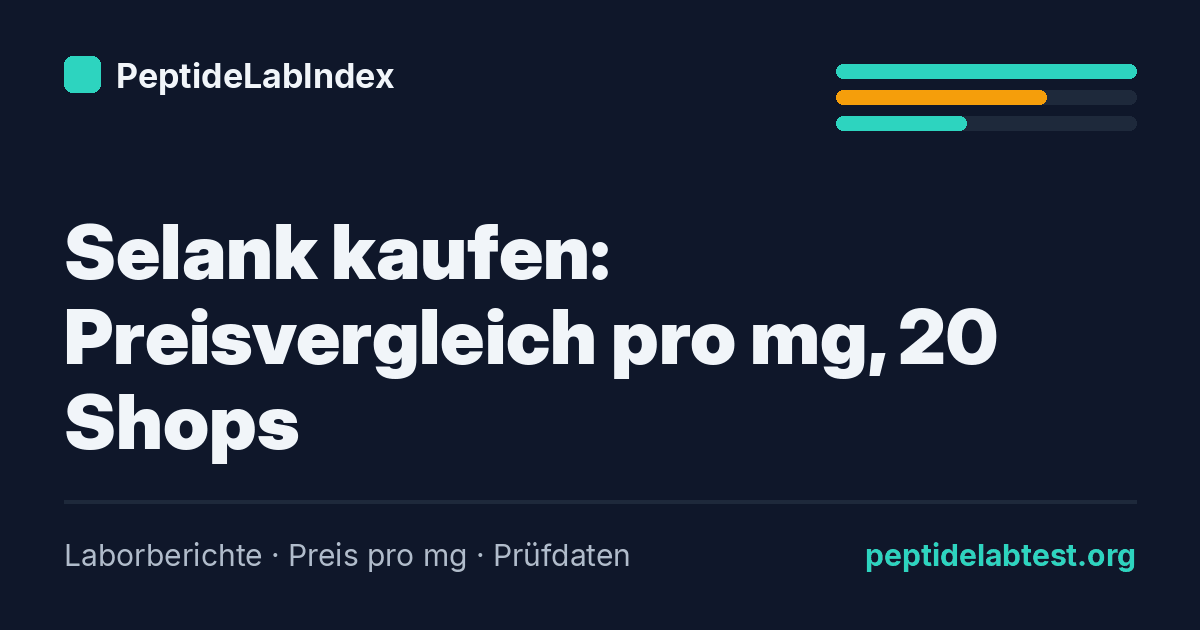 PeptideLabIndex
Selank kaufen:
Preisvergleich pro mg, 20
Shops
Laborberichte · Preis pro mg · Prüfdaten
peptidelabtest.org